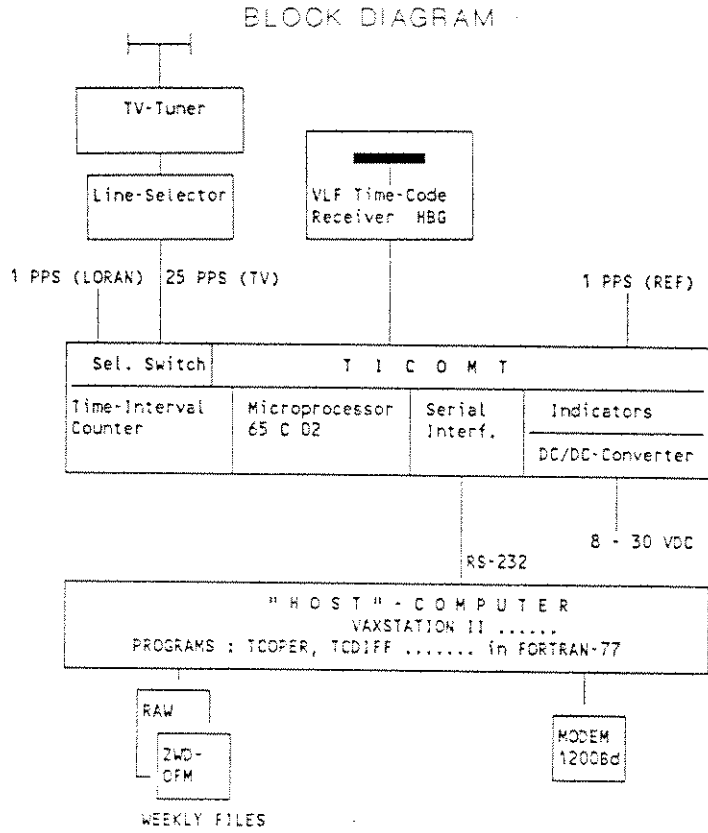 BLOCK DIAGRAM
TV-Tuner
Line-Selector
VLF Time-Code
Receiver HBG
1 PPS (LORAN) 25 PPS (TV)
1 PPS (REF)
Sel. Switch
T I C O M T
Time-Interval
Counter
Microprocessor
65 C 02
Serial
Interf.
Indicators
DC/DC-Converter
8 - 30 VDC
RS-232
" H O S T " - C O M P U T E R
VAXSTATION II ......
PROGRAMS : TCOPER, TCDIFF ....... in FORTRAN-77
RAW
ZWD-
OFM
MODEM
1200Bd
WEEKLY FILES